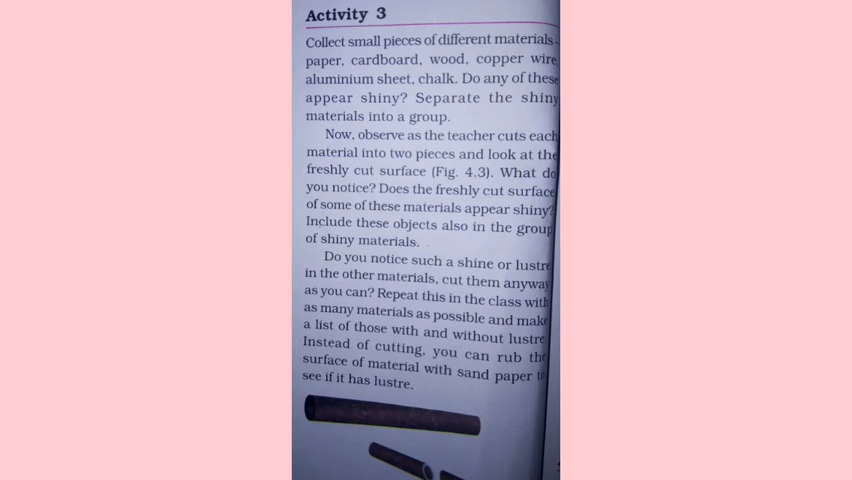 Activity 3
Collect small pieces of different materials -
paper, cardboard, wood, copper wire,
aluminium sheet, chalk. Do any of these
appear shiny? Separate the shiny
materials into a group.
Now, observe as the teacher cuts each
material into two pieces and look at the
freshly cut surface (Fig. 4.3). What do
you notice? Does the freshly cut surface
of some of these materials appear shiny?
Include these objects also in the group
of shiny materials.
Do you notice such a shine or lustre
in the other materials, cut them anyway
as you can? Repeat this in the class with
as many materials as possible and make
a list of those with and without lustre.
Instead of cutting, you can rub the
surface of material with sand paper to
see if it has lustre.